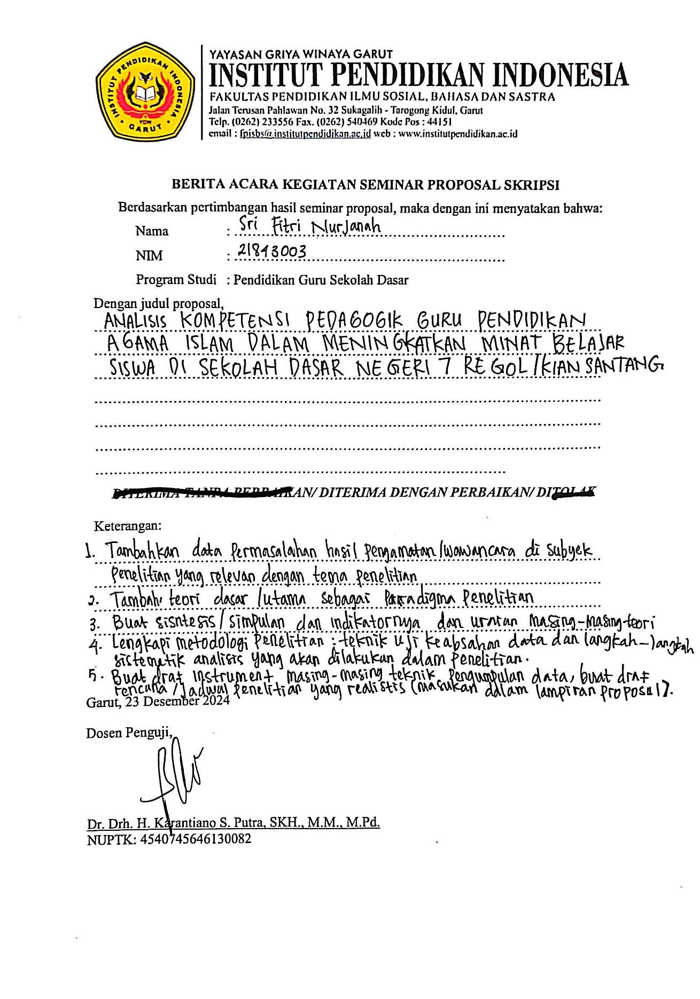 INSTITUT PENDIDIKAN INDONESIA
GARUT
YAYASAN GRIYA WINAYA GARUT
INSTITUT PENDIDIKAN INDONESIA
FAKULTAS PENDIDIKAN ILMU SOSIAL, BAHASA DAN SASTRA
Jalan Terusan Pahlawan No. 32 Sukagalih - Tarogong Kidul, Garut
Telp. (0262) 233556 Fax. (0262) 540469 Kode Pos : 44151
email : fpisbs@institutpendidikan.ac.id web : www.institutpendidikan.ac.id
BERITA ACARA KEGIATAN SEMINAR PROPOSAL SKRIPSI
Berdasarkan pertimbangan hasil seminar proposal, maka dengan ini menyatakan bahwa:
Nama : Sri Fitri Nurjanah
NIM : 21843003
Program Studi : Pendidikan Guru Sekolah Dasar
Dengan judul proposal,
ANALISIS KOMPETENSI PEDAGOGIK GURU PENDIDIKAN
AGAMA ISLAM DALAM MENINGKATKAN MINAT BELAJAR
SISWA DI SEKOLAH DASAR NEGERI 7 REGOL/KIANSANTANG
DITERIMA TANPA PERBAIKAN/ DITERIMA DENGAN PERBAIKAN/ DITOLAK
Keterangan:
1. Tambahkan data Permasalahan hasil pengamatan/wawancara di subyek
penelitian yang relevan dengan tema penelitian
2. Tambah teori dasar /utama sebagai Paradigma Penelitian
3. Buat sisntesis/simpulan dan indikatornya dan uraian masing-masing teori
4. Lengkapi metodologi Penelitian : teknik uji keabsahan data dan langkah-langkah
sistematik analisis yang akan dilakukun dalam penelitian.
5. Buat draf instrument masing-masing teknik pengumpulan data, buat draf
rencana/jadwal penelitian yang realistis (masukan dalam lampiran proposal).
Garut, 23 Desember 2024
Dosen Penguji,
Dr. Drh. H. Karantiano S. Putra, SKH., M.M., M.Pd.
NUPTK: 4540745646130082